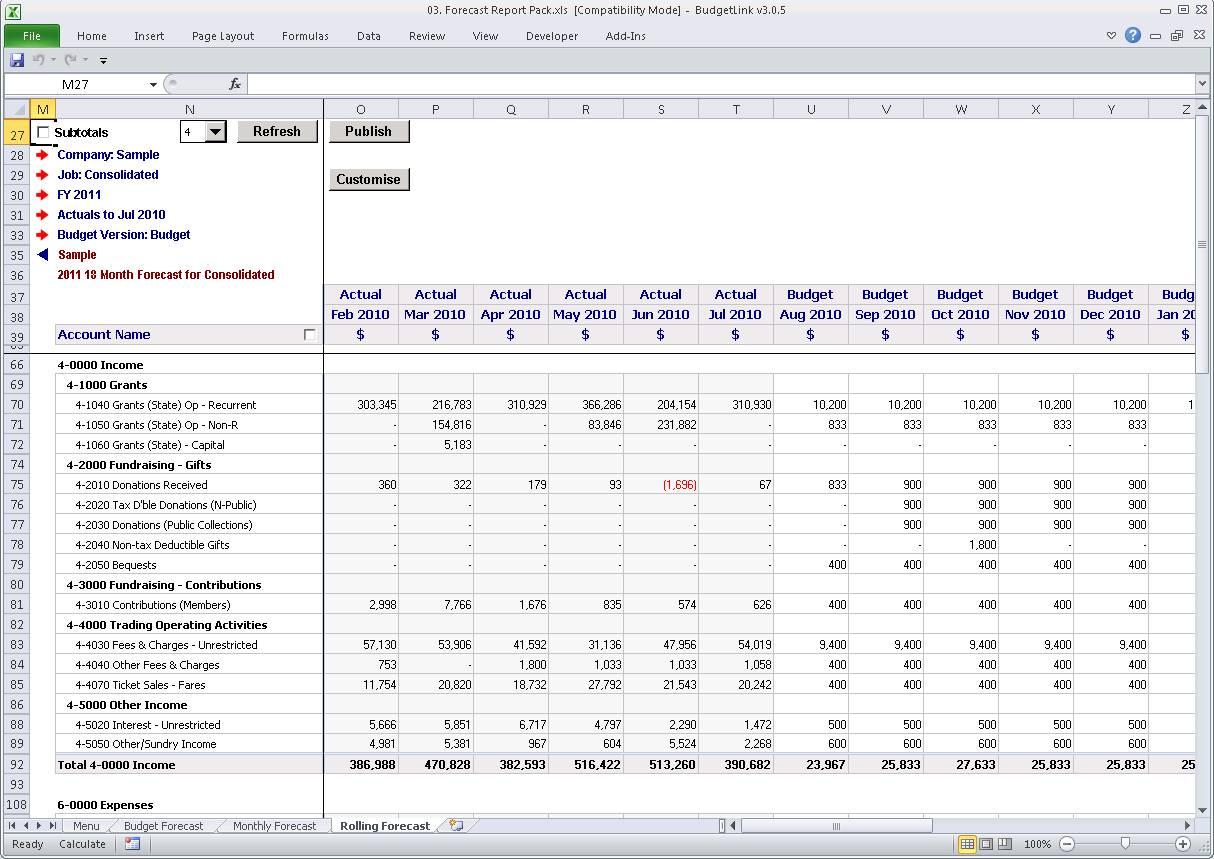 03. Forecast Report Pack.xls [Compatibility Mode] - BudgetLink v3.0.5
File Home Insert Page Layout Formulas Data Review View Developer Add-Ins
M27 fx
M N O P Q R S T U V W X Y Z
27 Subtotals 4 Refresh Publish
28 Company: Sample
29 Job: Consolidated Customise
30 FY 2011
31 Actuals to Jul 2010
33 Budget Version: Budget
35 Sample
36 2011 18 Month Forecast for Consolidated
37 Actual Actual Actual Actual Actual Actual Budget Budget Budget Budget Budget Budg
38 Feb 2010 Mar 2010 Apr 2010 May 2010 Jun 2010 Jul 2010 Aug 2010 Sep 2010 Oct 2010 Nov 2010 Dec 2010 Jan 20
39 Account Name $ $ $ $ $ $ $ $ $ $ $ $
66 4-0000 Income
69 4-1000 Grants
70 4-1040 Grants (State) Op - Recurrent 303,345 216,783 310,929 366,286 204,154 310,930 10,200 10,200 10,200 10,200 10,200 1
71 4-1050 Grants (State) Op - Non-R - 154,816 - 83,846 231,882 - 833 833 833 833 833
72 4-1060 Grants (State) - Capital - 5,183 - - - - - - - - -
74 4-2000 Fundraising - Gifts
75 4-2010 Donations Received 360 322 179 93 (1,696) 67 833 900 900 900 900
76 4-2020 Tax D'ble Donations (N-Public) - - - - - - - 900 900 900 900
77 4-2030 Donations (Public Collections) - - - - - - - 900 900 900 900
78 4-2040 Non-tax Deductible Gifts - - - - - - - - 1,800 - -
79 4-2050 Bequests - - - - - - 400 400 400 400 400
80 4-3000 Fundraising - Contributions
81 4-3010 Contributions (Members) 2,998 7,766 1,676 835 574 626 400 400 400 400 400
82 4-4000 Trading Operating Activities
83 4-4030 Fees & Charges - Unrestricted 57,130 53,906 41,592 31,136 47,956 54,019 9,400 9,400 9,400 9,400 9,400
84 4-4040 Other Fees & Charges 753 - 1,800 1,033 1,033 1,058 400 400 400 400 400
85 4-4070 Ticket Sales - Fares 11,754 20,820 18,732 27,792 21,543 20,242 400 400 400 400 400
86 4-5000 Other Income
88 4-5020 Interest - Unrestricted 5,666 5,851 6,717 4,797 2,290 1,472 500 500 500 500 500
89 4-5050 Other/Sundry Income 4,981 5,381 967 604 5,524 2,268 600 600 600 600 600
92 Total 4-0000 Income 386,988 470,828 382,593 516,422 513,260 390,682 23,967 25,833 27,633 25,833 25,833 25
93
108 6-0000 Expenses
Menu Budget Forecast Monthly Forecast Rolling Forecast
Ready Calculate 100%